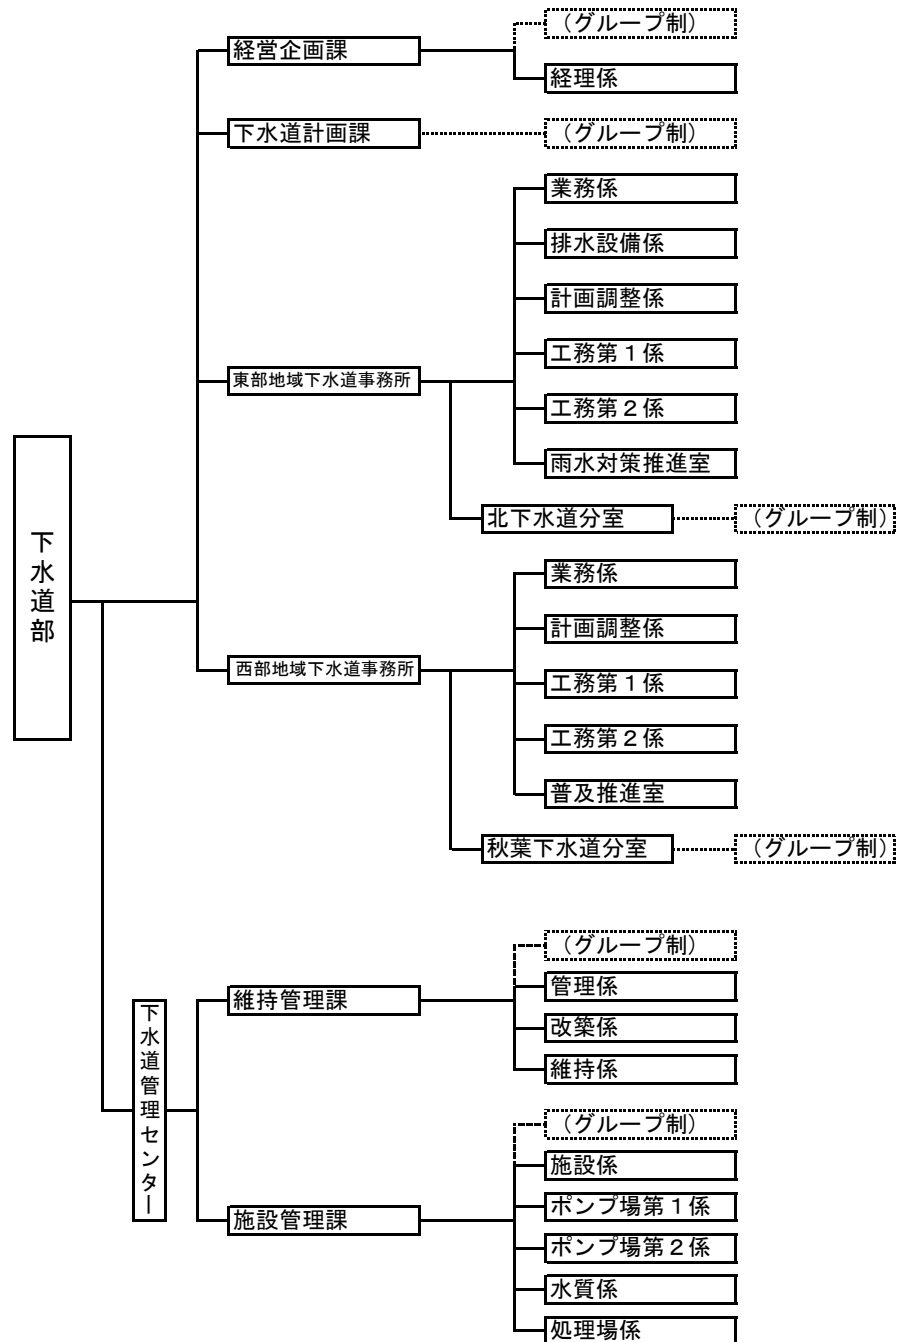 下水道部
経営企画課
（グループ制）
経理係
下水道計画課
（グループ制）
東部地域下水道事務所
業務係
排水設備係
計画調整係
工務第１係
工務第２係
雨水対策推進室
北下水道分室
（グループ制）
西部地域下水道事務所
業務係
計画調整係
工務第１係
工務第２係
普及推進室
秋葉下水道分室
（グループ制）
下水道管理センター
維持管理課
（グループ制）
管理係
改築係
維持係
施設管理課
（グループ制）
施設係
ポンプ場第１係
ポンプ場第２係
水質係
処理場係